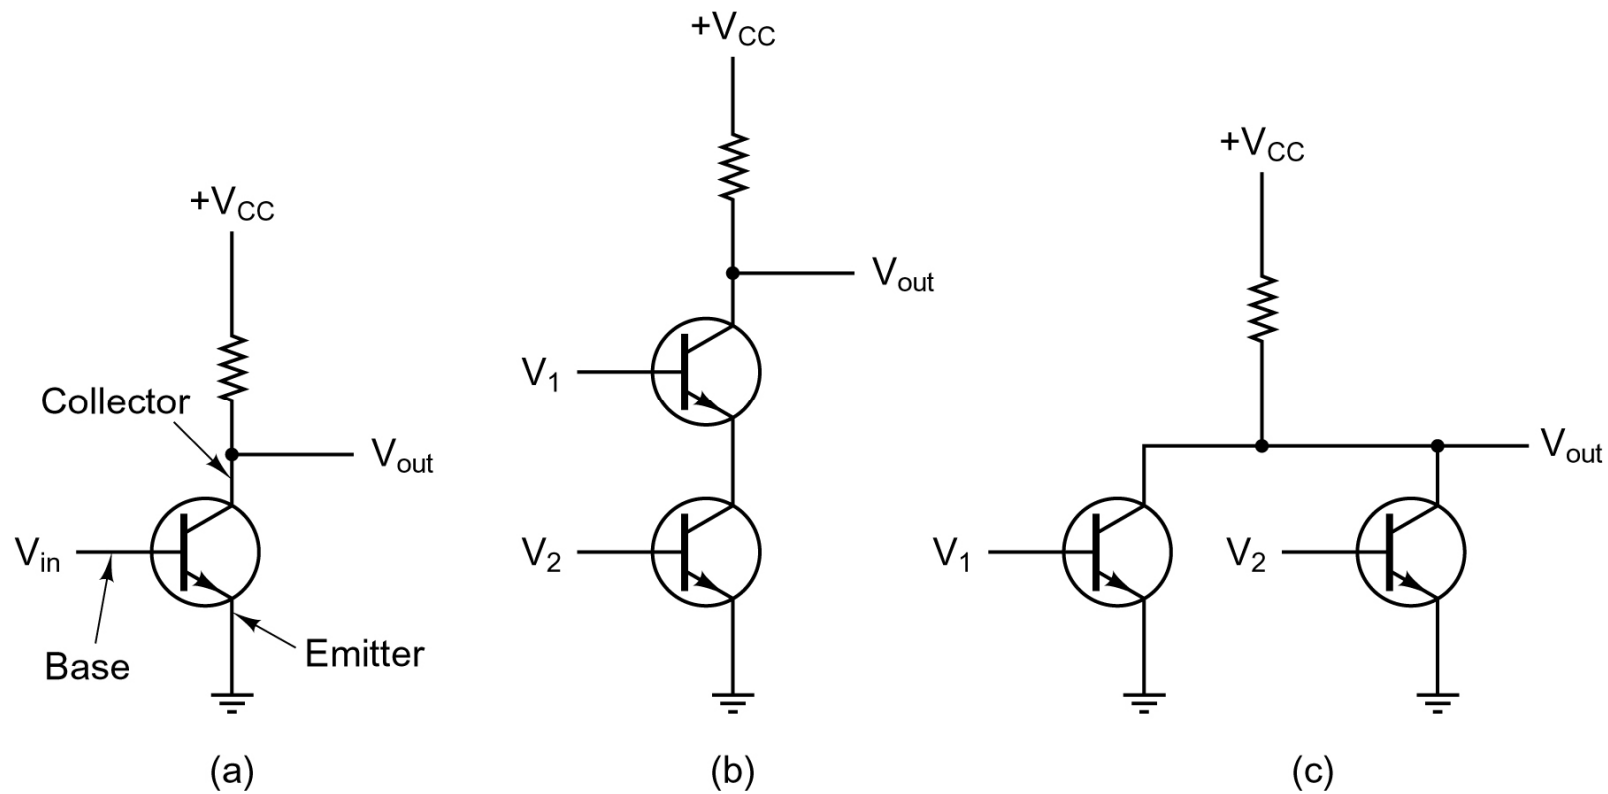 +VCC
Collector
Vout
Vin
Base
Emitter
(a)
+VCC
Vout
V1
V2
(b)
+VCC
Vout
V1
V2
(c)